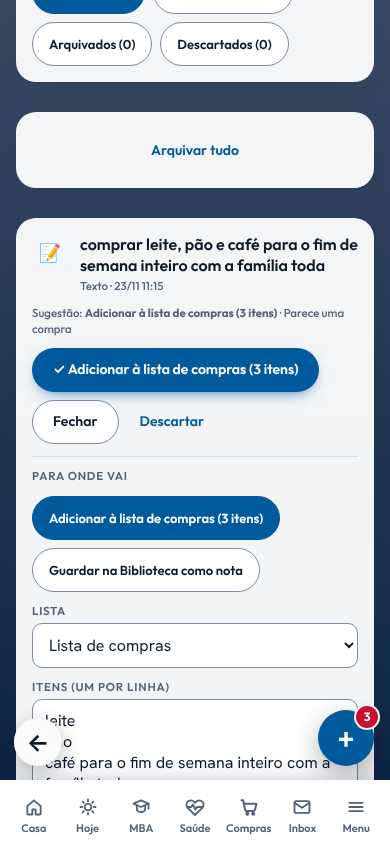 Arquivados (0) Descartados (0)
Arquivar tudo
comprar leite, pão e café para o fim de
semana inteiro com a família toda
Texto · 23/11 11:15
Sugestão: Adicionar à lista de compras (3 itens) · Parece uma
compra
✓ Adicionar à lista de compras (3 itens)
Fechar Descartar
PARA ONDE VAI
Adicionar à lista de compras (3 itens)
Guardar na Biblioteca como nota
LISTA
Lista de compras
ITENS (UM POR LINHA)
leite
café para o fim de semana inteiro com a
3
+
Casa Hoje MBA Saúde Compras Inbox Menu